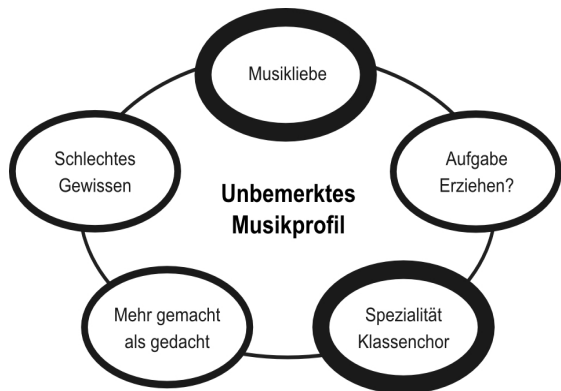 Musikliebe
Schlechtes
Gewissen
Aufgabe
Erziehen?
Unbemerktes
Musikprofil
Mehr gemacht
als gedacht
Spezialität
Klassenchor